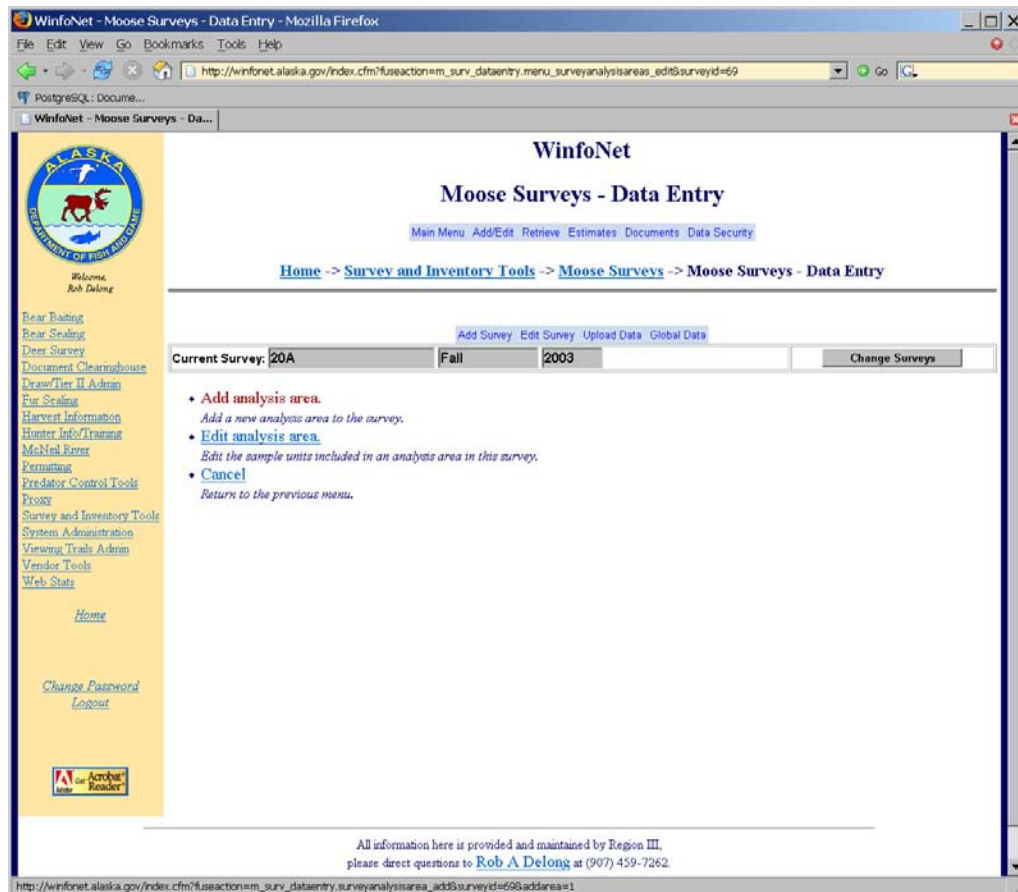 WinfoNet - Moose Surveys - Data Entry - Mozilla Firefox
File Edit View Go Bookmarks Tools Help
http://winfonet.alaska.gov/index.cfm?fuseaction=m_surv_dataentry.menu_surveyanalysisareas_edit&surveyid=69
Go
PostgreSQL: Docume...
WinfoNet - Moose Surveys - Da...
ALASKA
DEPARTMENT OF FISH AND GAME
Welcome,
Rob Delong
Bear Baiting
Bear Sealing
Deer Survey
Document Clearinghouse
Draw/Tier II Admin
Fur Sealing
Harvest Information
Hunter Info/Training
McNeil River
Permitting
Predator Control Tools
Proxy
Survey and Inventory Tools
System Administration
Viewing Trails Admin
Vendor Tools
Web Stats
Home
Change Password
Logout
Adobe
Get Acrobat®
Reader
WinfoNet
Moose Surveys - Data Entry
Main Menu Add/Edit Retrieve Estimates Documents Data Security
Home -> Survey and Inventory Tools -> Moose Surveys -> Moose Surveys - Data Entry
Add Survey Edit Survey Upload Data Global Data
Current Survey: 20A Fall 2003 Change Surveys
• Add analysis area.
Add a new analysis area to the survey.
• Edit analysis area.
Edit the sample units included in an analysis area in this survey.
• Cancel
Return to the previous menu.
All information here is provided and maintained by Region III,
please direct questions to Rob A Delong at (907) 459-7262.
http://winfonet.alaska.gov/index.cfm?fuseaction=m_surv_dataentry.surveyanalysisarea_add&surveyid=69&addarea=1